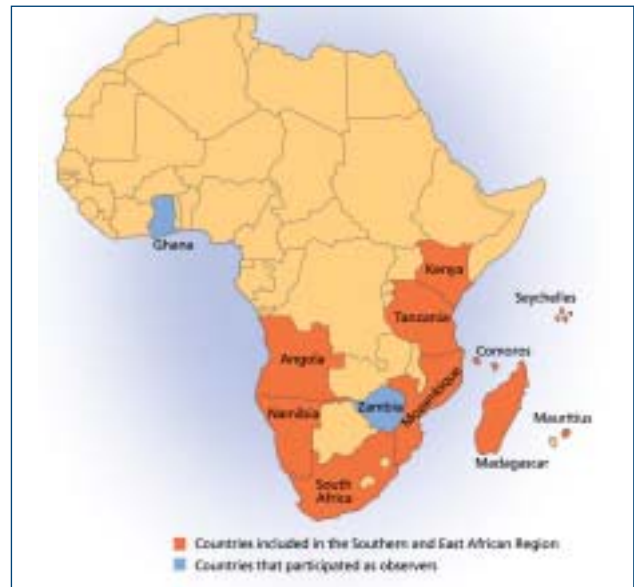 Ghana
Kenya
Seychelles
Tanzania
Comoros
Angola
Mozambique
Zambia
Namibia
Mauritius
Madagascar
South
Africa
Countries included in the Southern and East African Region
Countries that participated as observers